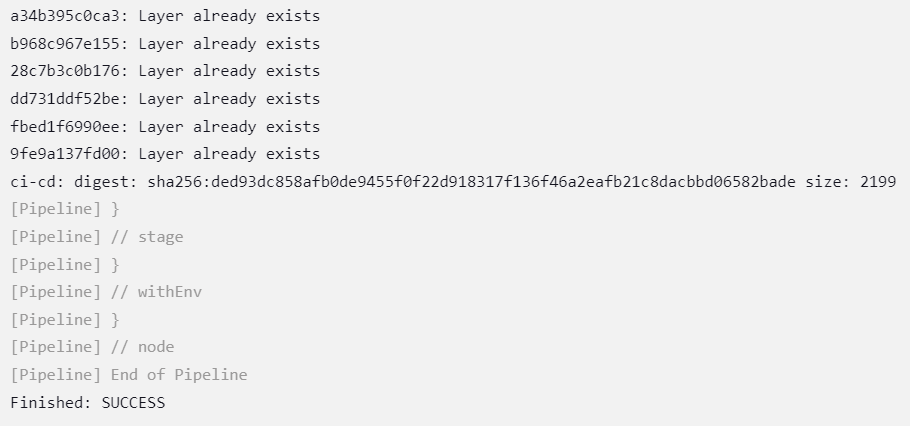 a34b395c0ca3: Layer already exists
b968c967e155: Layer already exists
28c7b3c0b176: Layer already exists
dd731ddf52be: Layer already exists
fbed1f6990ee: Layer already exists
9fe9a137fd00: Layer already exists
ci-cd: digest: sha256:ded93dc858afb0de9455f0f22d918317f136f46a2eafb21c8dacbbd06582bade size: 2199
[Pipeline] }
[Pipeline] // stage
[Pipeline] }
[Pipeline] // withEnv
[Pipeline] }
[Pipeline] // node
[Pipeline] End of Pipeline
Finished: SUCCESS